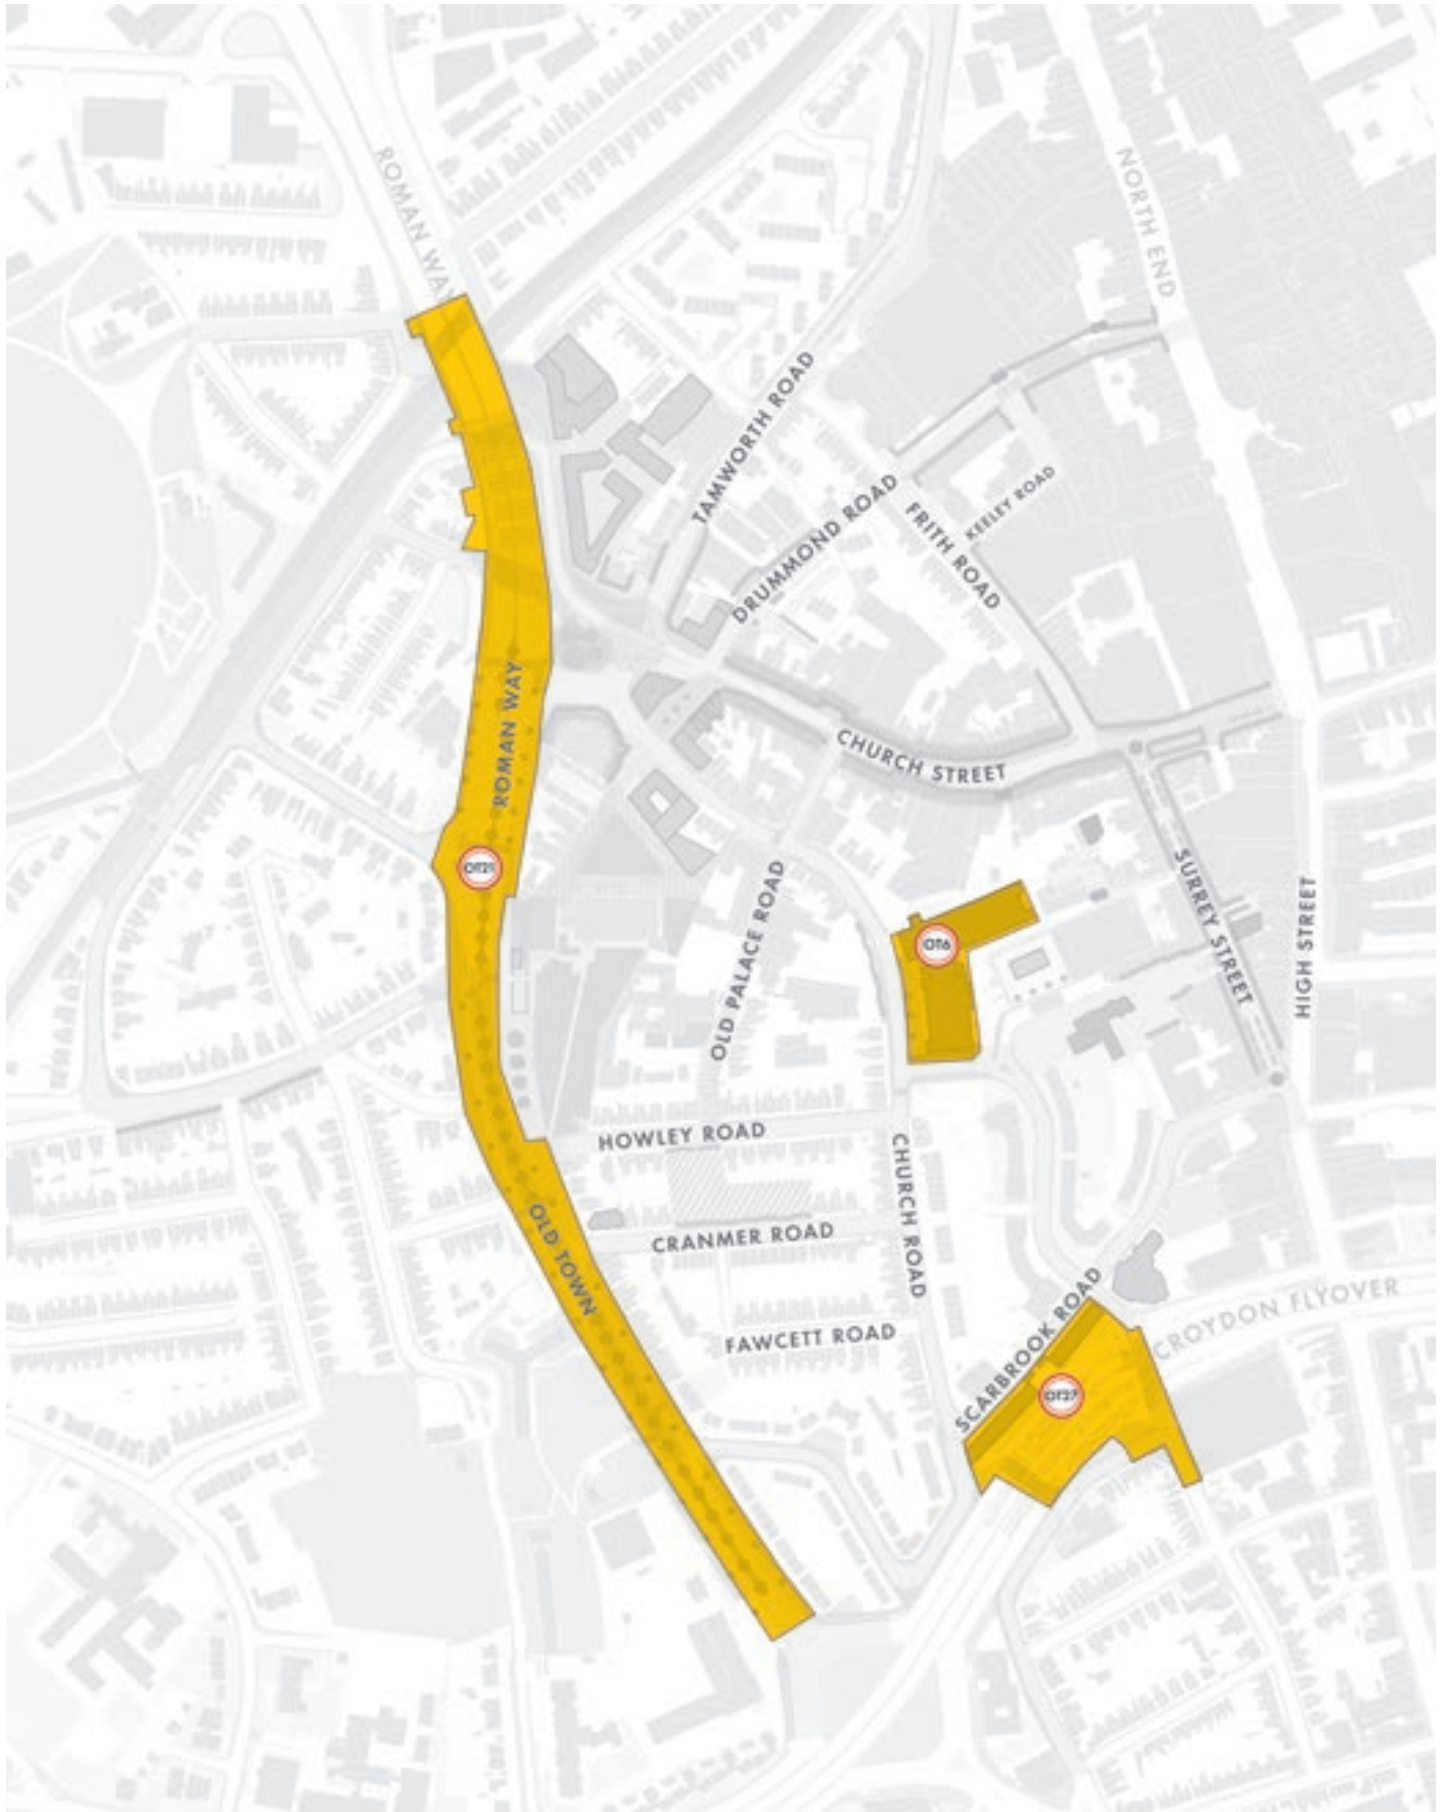 ROMAN WAY
NORTH END
TAMWORTH ROAD
KEELEY ROAD
DRUMMOND ROAD
FRITH ROAD
ROMAN WAY
CHURCH STREET
OT21
SURREY STREET
OLD PALACE ROAD
HIGH STREET
OT6
HOWLEY ROAD
CHURCH ROAD
CRANMER ROAD
OLD TOWN
FAWCETT ROAD
SCARBROOK ROAD
CROYDON FLYOVER
OT27